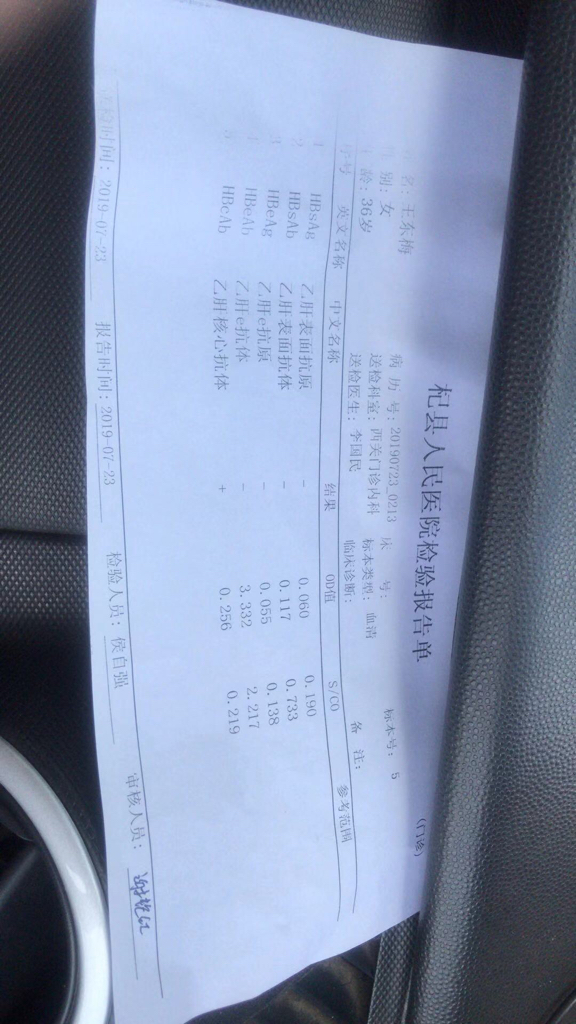 杞县人民医院检验报告单
(门诊)
名: 王东梅 病 历 号: 20190723_0213 床 号: 标本号: 5
别: 女 送检科室: 西关门诊内科 标本类型: 血清
龄: 36岁 送检医生: 李国民 临床诊断: 备 注:
序号 英文名称 中文名称 结果 OD值 S/CO 参考范围
1 HBsAg 乙肝表面抗原 - 0.060 0.190
2 HBsAb 乙肝表面抗体 - 0.117 0.733
3 HBeAg 乙肝e抗原 - 0.055 0.138
4 HBeAb 乙肝e抗体 - 3.332 2.217
5 HBcAb 乙肝核心抗体 + 0.256 0.219
送检时间: 2019-07-23 报告时间: 2019-07-23 检验人员: 侯自强 审核人员: